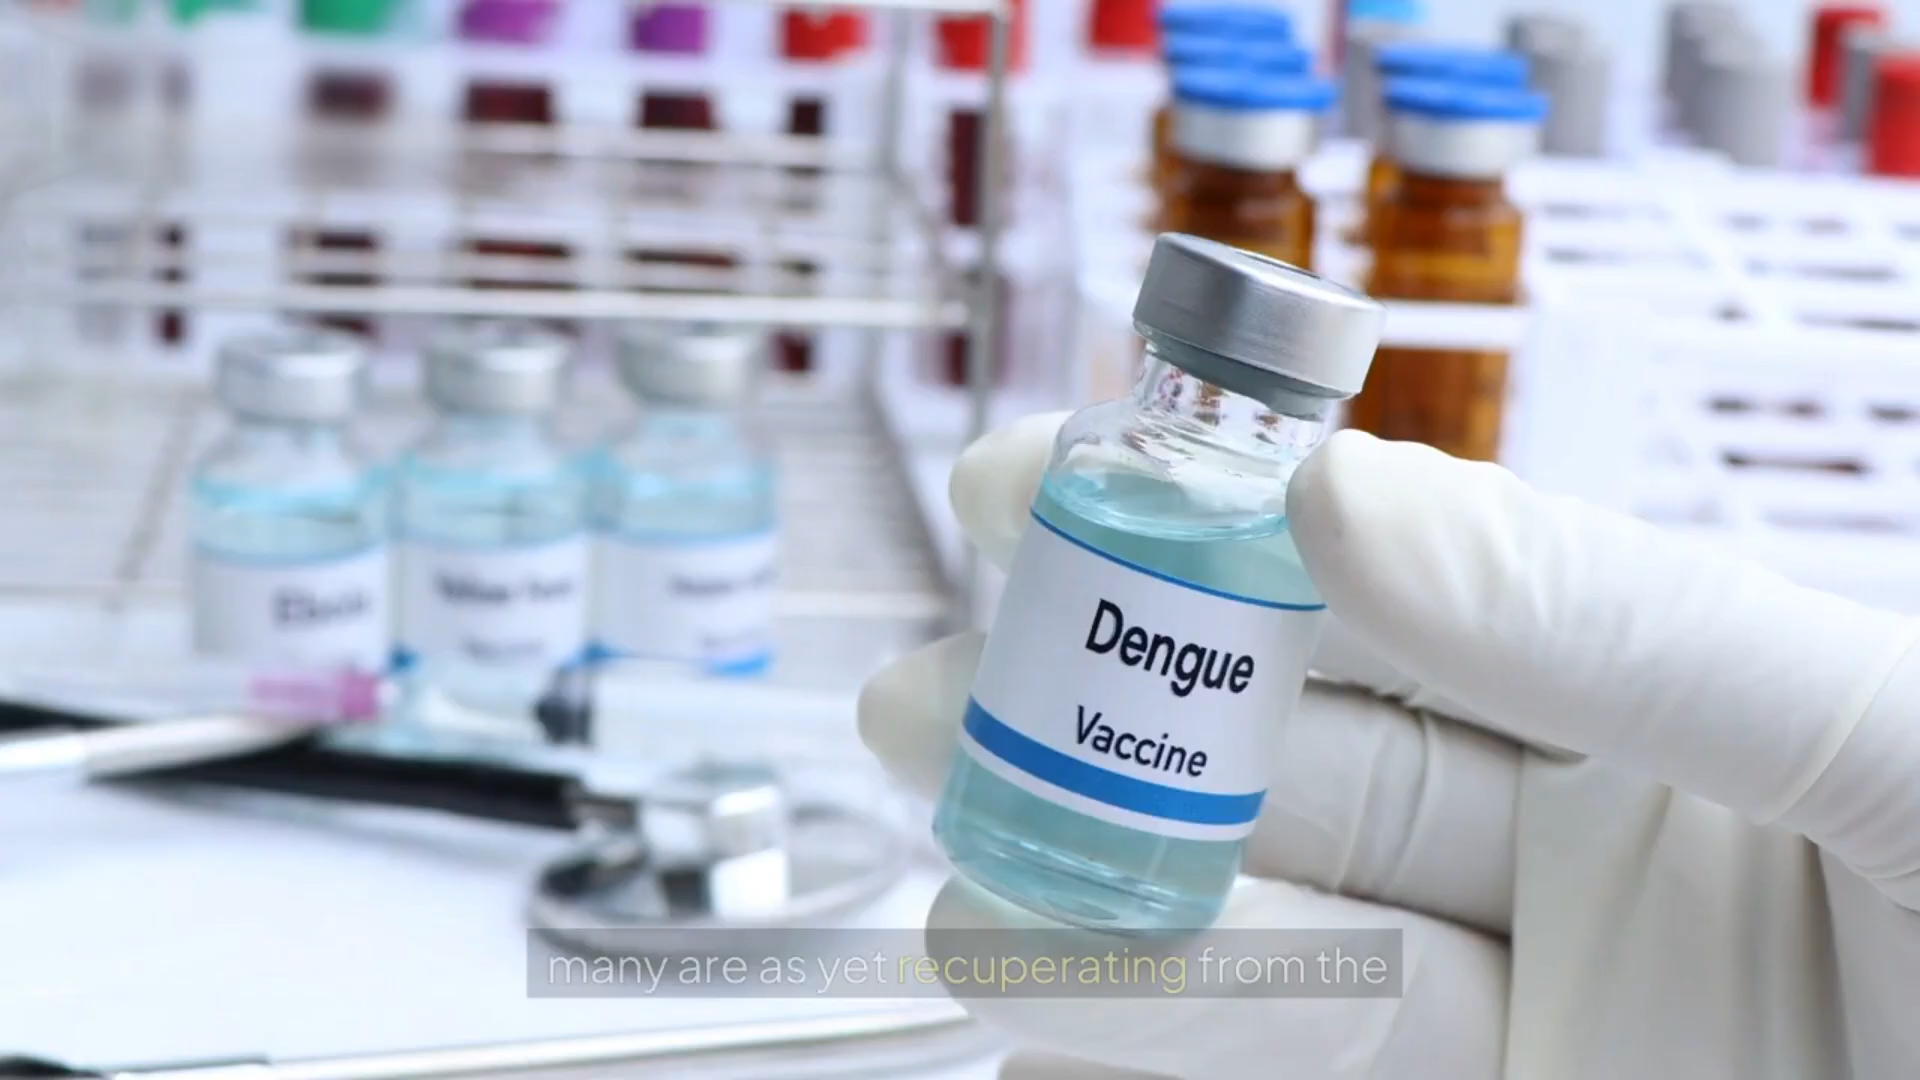 Dengue
Vaccine
many are as yet recuperating from the